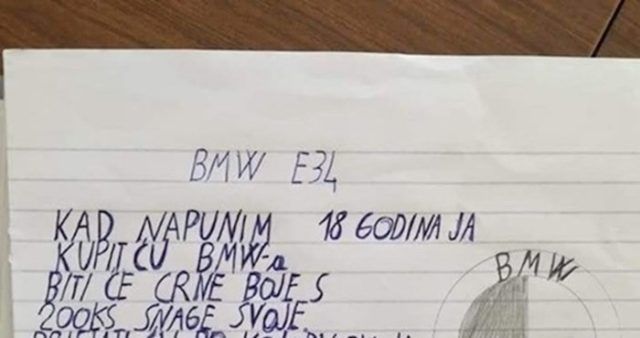 BMW E34
KAD NAPUNIM 18 GODINA JA
KUPIT ĆU BMW-a
BMW
BITI ĆE CRNE BOJE S
200KS SNAGE SVOJE.